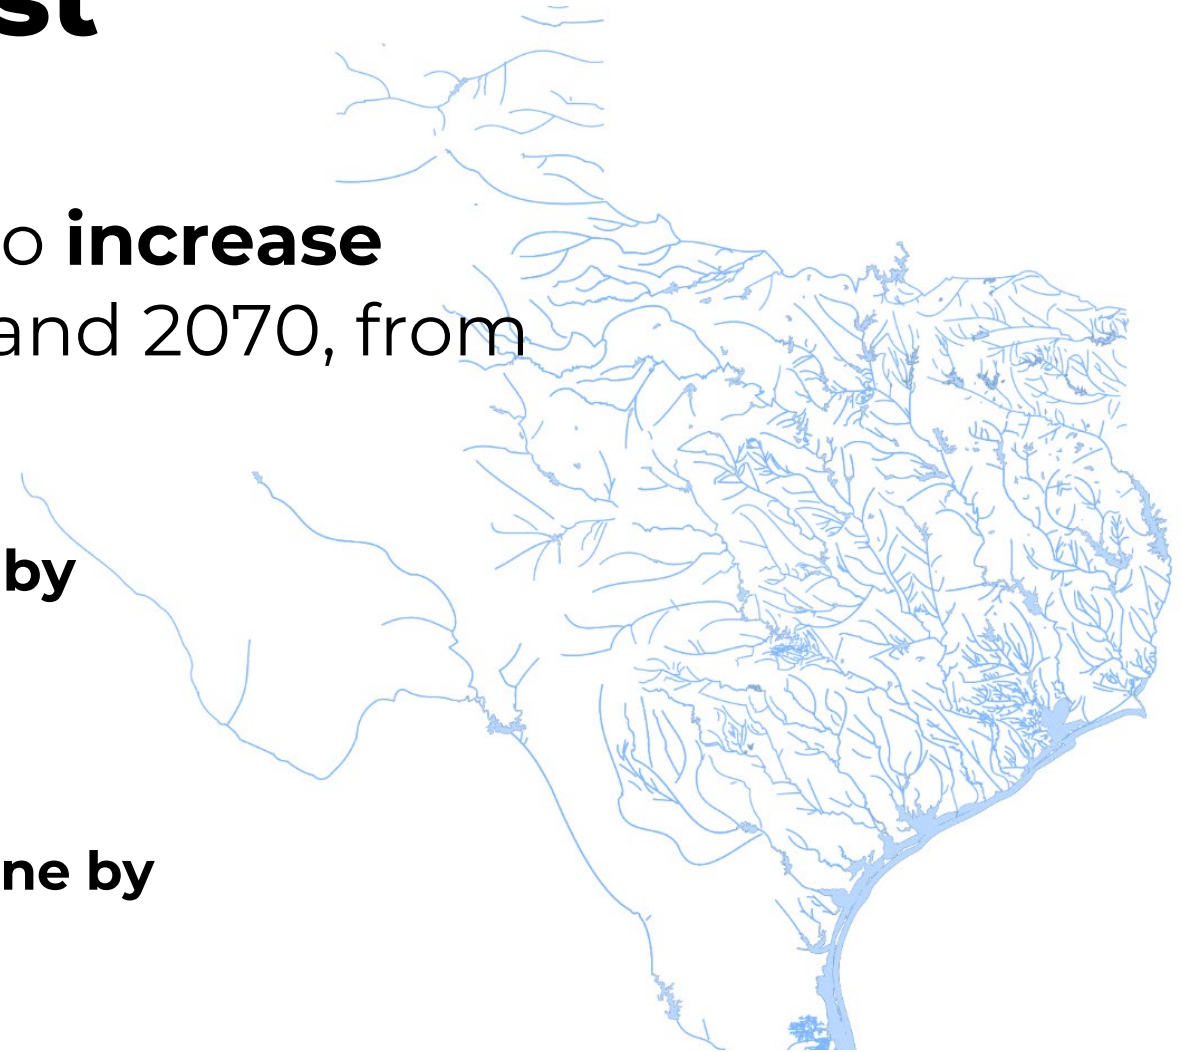 st
o increase
and 2070, from
by
ne by